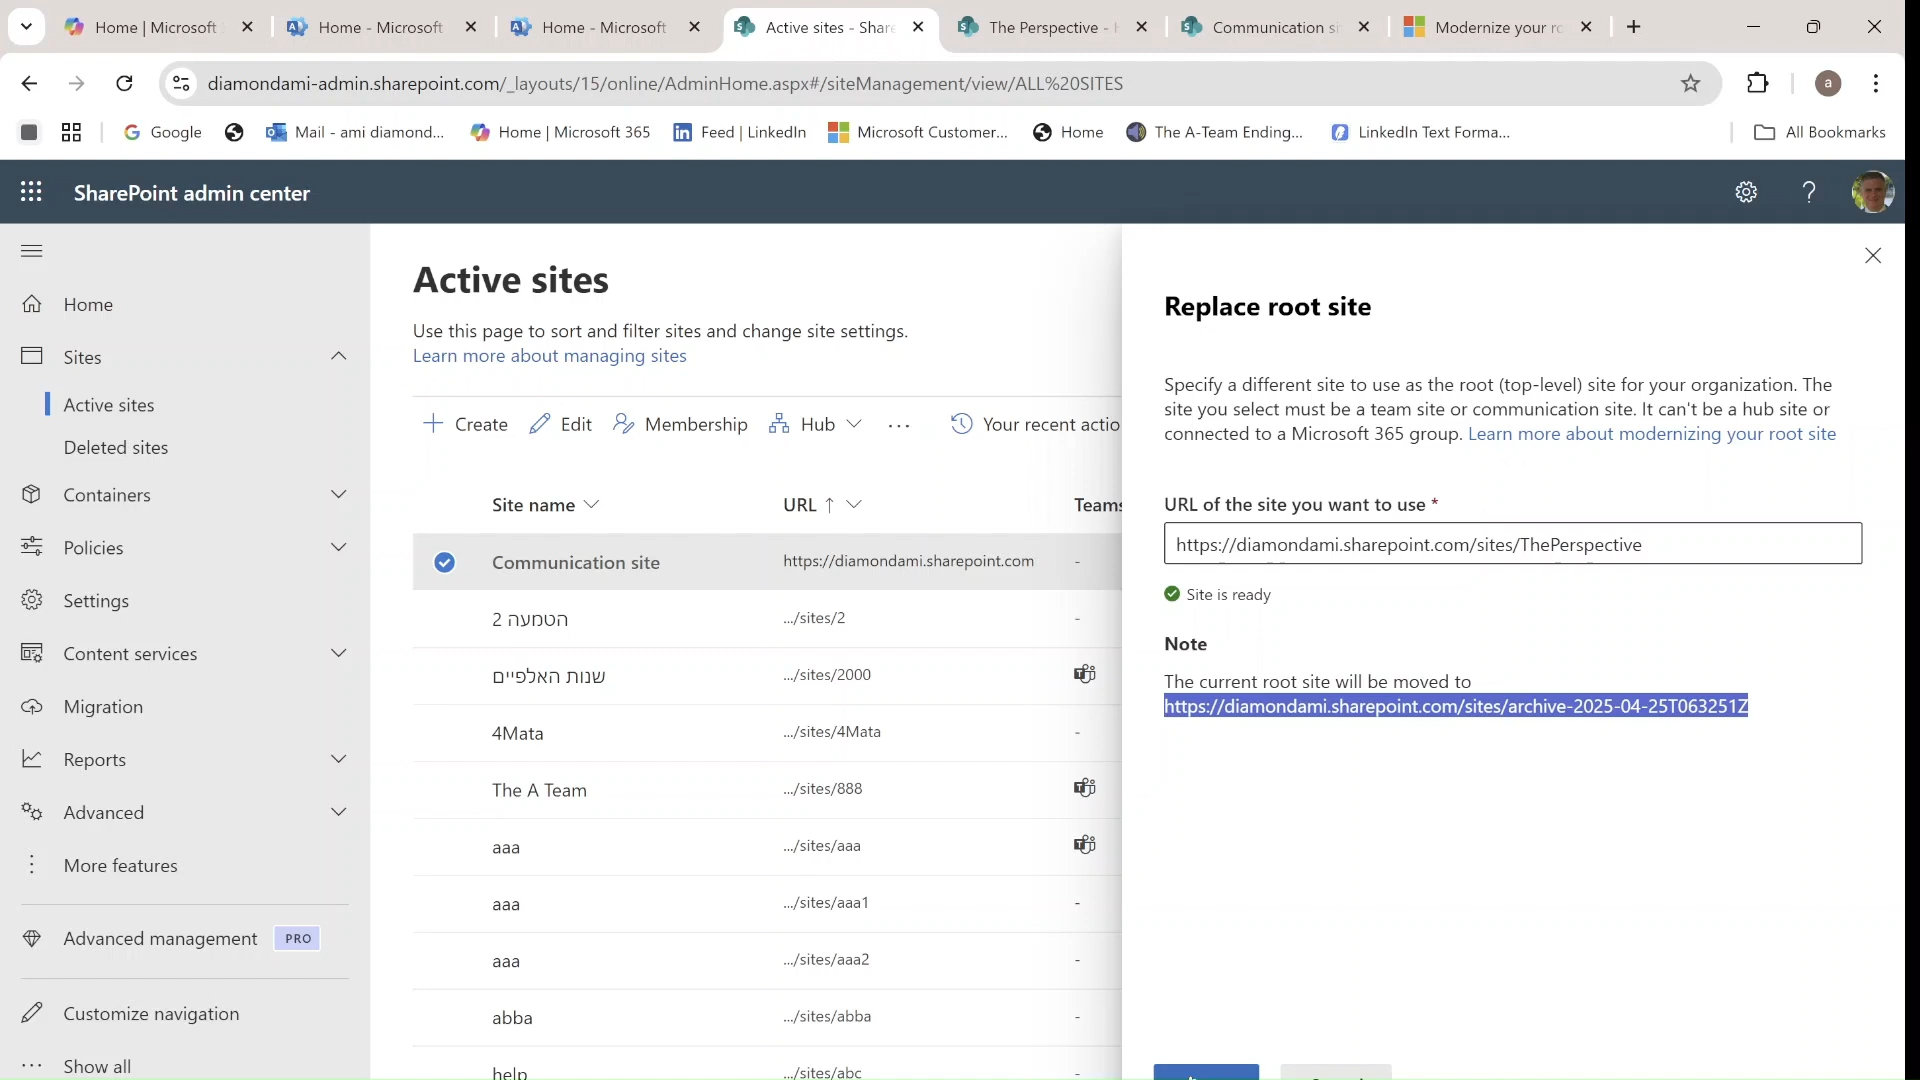 Home | Microsoft
Home - Microsoft
Home - Microsoft
Active sites - Share
The Perspective - H
Communication si
Modernize your ro
diamondami-admin.sharepoint.com/_layouts/15/online/AdminHome.aspx#/siteManagement/view/ALL%20SITES
a
Google
Mail - ami diamond...
Home | Microsoft 365
Feed | LinkedIn
Microsoft Customer...
Home
The A-Team Ending...
LinkedIn Text Forma...
All Bookmarks
SharePoint admin center
Home
Sites
Active sites
Deleted sites
Containers
Policies
Settings
Content services
Migration
Reports
Advanced
More features
Advanced management PRO
Customize navigation
Show all
Active sites
Use this page to sort and filter sites and change site settings.
Learn more about managing sites
Create
Edit
Membership
Hub
Your recent actio
Site name
URL
Teams
Communication site https://diamondami.sharepoint.com -
הטמעה 2 .../sites/2 -
שנות האלפיים .../sites/2000
4Mata .../sites/4Mata -
The A Team .../sites/888
aaa .../sites/aaa
aaa .../sites/aaa1 -
aaa .../sites/aaa2 -
abba .../sites/abba -
help .../sites/abc -
Replace root site
Specify a different site to use as the root (top-level) site for your organization. The
site you select must be a team site or communication site. It can't be a hub site or
connected to a Microsoft 365 group. Learn more about modernizing your root site
URL of the site you want to use *
https://diamondami.sharepoint.com/sites/ThePerspective
Site is ready
Note
The current root site will be moved to
https://diamondami.sharepoint.com/sites/archive-2025-04-25T063251Z